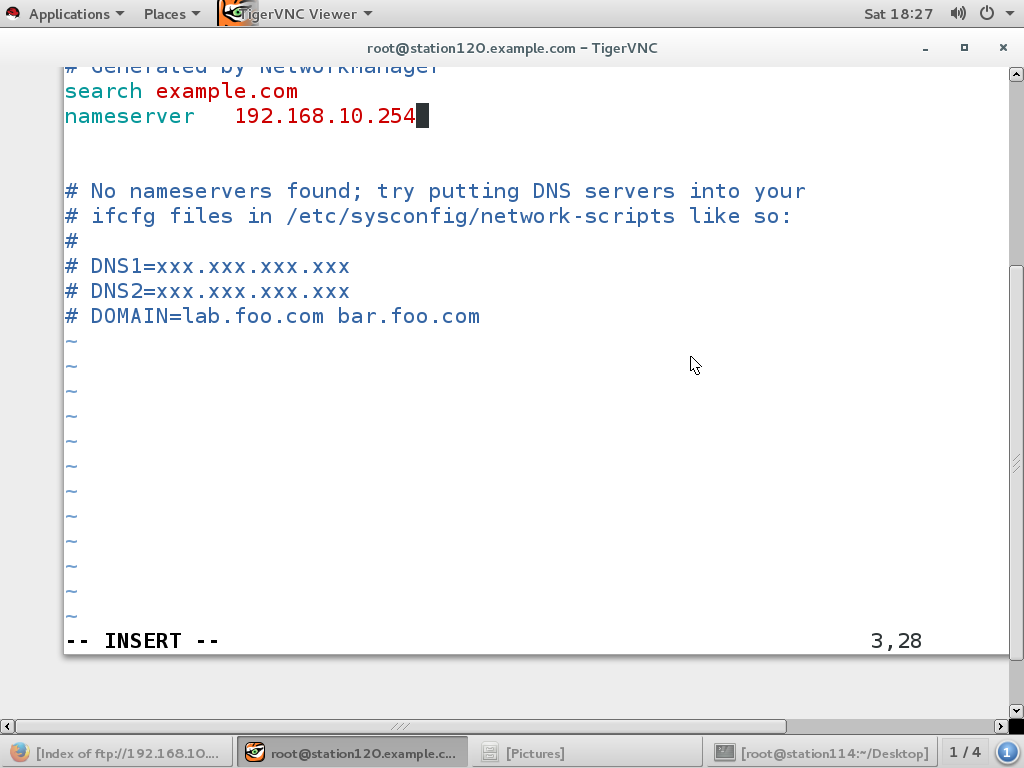 Applications Places TigerVNC Viewer Sat 18:27
root@station120.example.com - TigerVNC
# Generated by NetworkManager
search example.com
nameserver   192.168.10.254
# No nameservers found; try putting DNS servers into your
# ifcfg files in /etc/sysconfig/network-scripts like so:
#
# DNS1=xxx.xxx.xxx.xxx
# DNS2=xxx.xxx.xxx.xxx
# DOMAIN=lab.foo.com bar.foo.com
~
~
~
~
~
~
~
~
~
~
~
~
-- INSERT -- 3,28
[Index of ftp://192.168.10.... root@station120.example.c... [Pictures] [root@station114:~/Desktop] 1 / 4 1